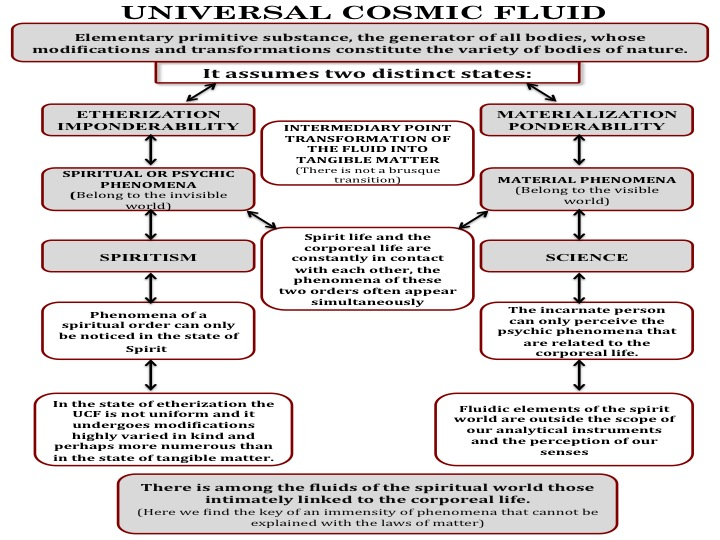 UNIVERSAL COSMIC FLUID
Elementary primitive substance, the generator of all bodies, whose
modifications and transformations constitute the variety of bodies of nature.
It assumes two distinct states:
ETHERIZATION
IMPONDERABILITY
INTERMEDIARY POINT
TRANSFORMATION OF
THE FLUID INTO
TANGIBLE MATTER
(There is not a brusque
transition)
MATERIALIZATION
PONDERABILITY
SPIRITUAL OR PSYCHIC
PHENOMENA
(Belong to the invisible
world)
MATERIAL PHENOMENA
(Belong to the visible
world)
Spirit life and the
corporeal life are
constantly in contact
with each other, the
phenomena of these
two orders often appear
simultaneously
SPIRITISM
SCIENCE
Phenomena of a
spiritual order can only
be noticed in the state of
Spirit
The incarnate person
can only perceive the
psychic phenomena that
are related to the
corporeal life.
In the state of etherization the
UCF is not uniform and it
undergoes modifications
highly varied in kind and
perhaps more numerous than
in the state of tangible matter.
Fluidic elements of the spirit
world are outside the scope of
our analytical instruments
and the perception of our
senses
There is among the fluids of the spiritual world those
intimately linked to the corporeal life.
(Here we find the key of an immensity of phenomena that cannot be
explained with the laws of matter)